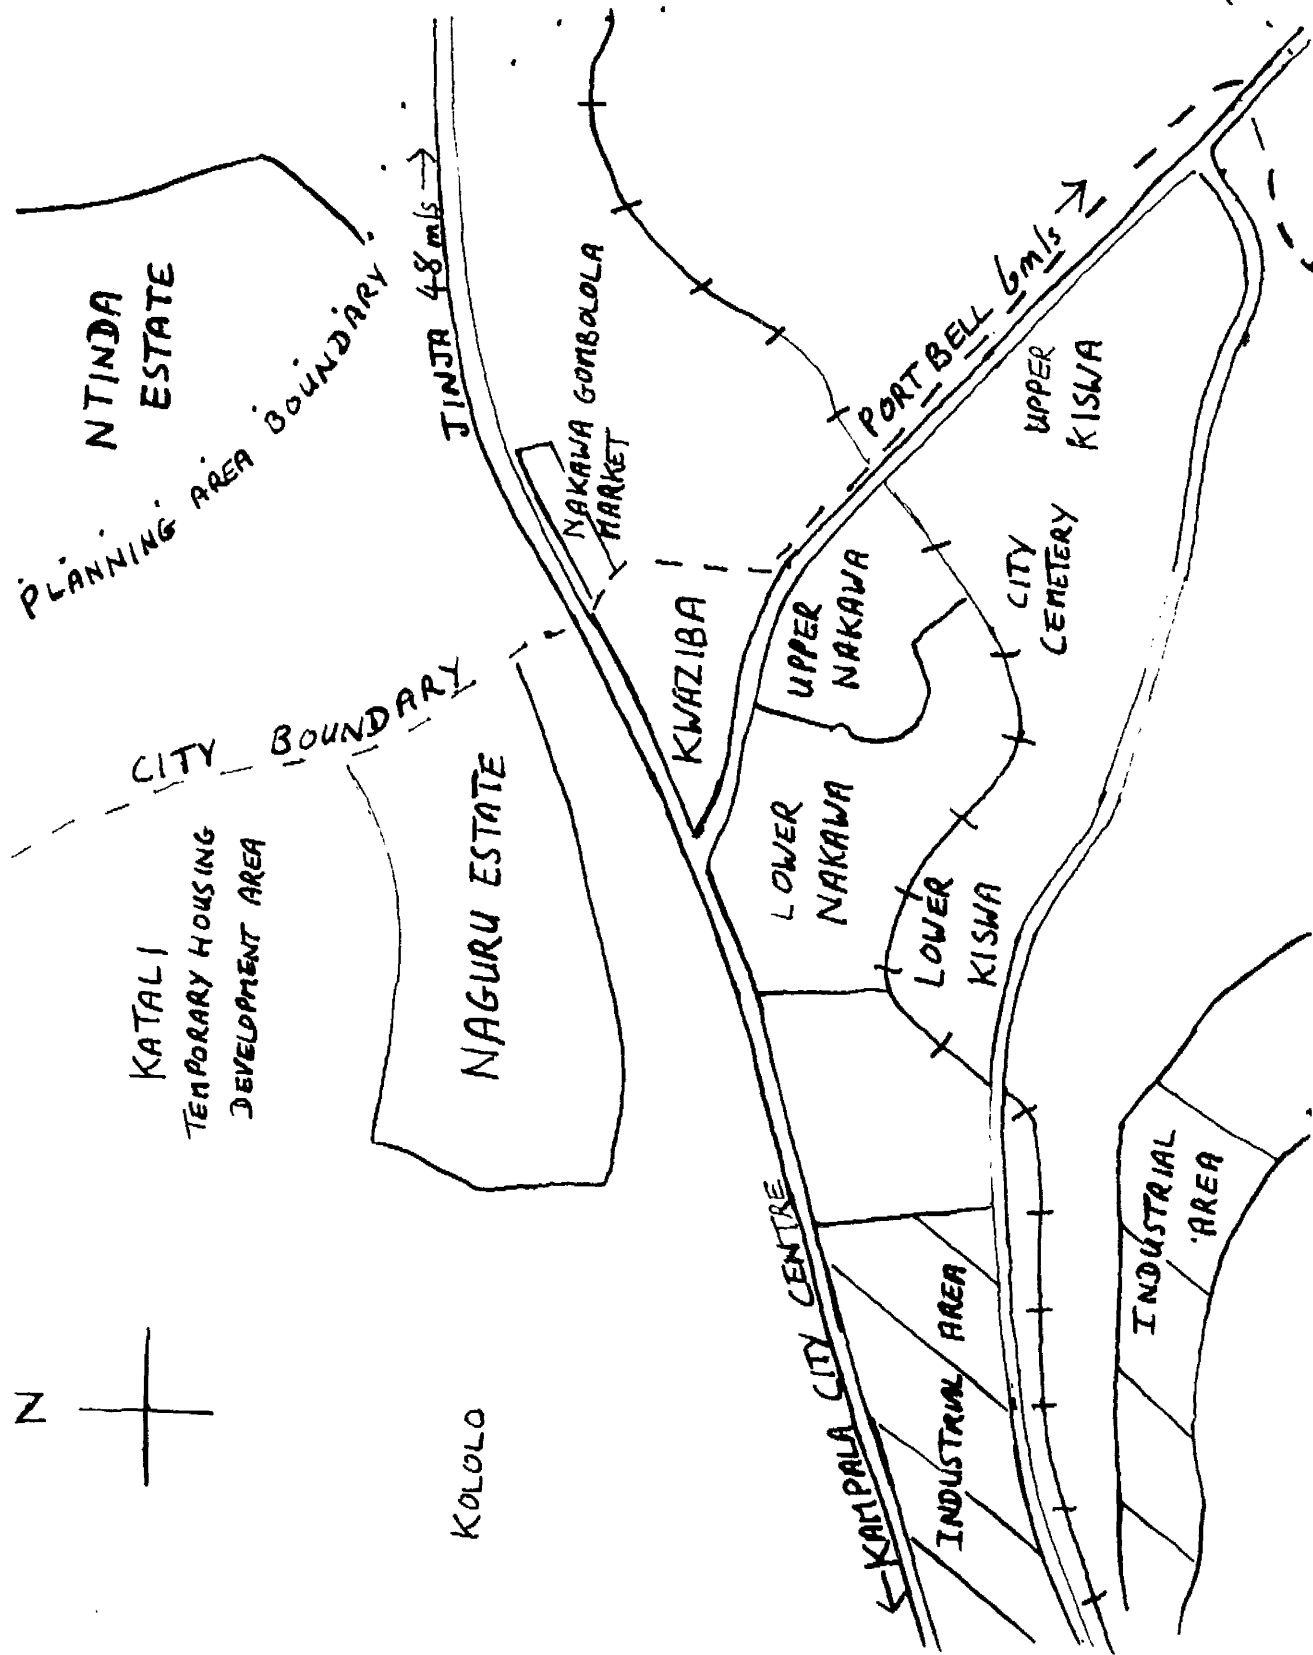 N
NTINDA
ESTATE
PLANNING AREA BOUNDARY
CITY BOUNDARY
KATALI
TEMPORARY HOUSING
DEVELOPMENT AREA
JINJA 48 mls →
NAGURU ESTATE
KOLOLO
NAKAWA GOMBOLOLA
MARKET
KWAZIBA
PORT BELL 6 mls →
UPPER
NAKAWA
LOWER
NAKAWA
UPPER
KISWA
CITY
CEMETERY
LOWER
KISWA
← KAMPALA CITY CENTRE
INDUSTRIAL AREA
INDUSTRIAL
AREA